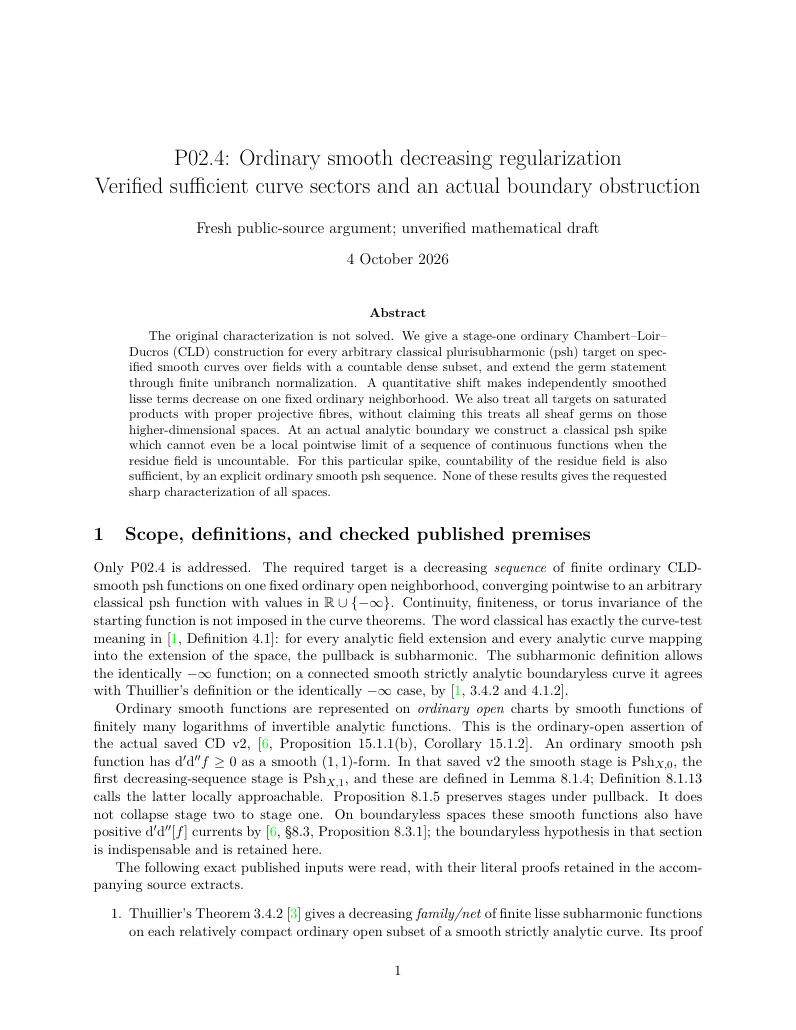 P02.4: Ordinary smooth decreasing regularization
Verified sufficient curve sectors and an actual boundary obstruction
Fresh public-source argument; unverified mathematical draft
4 October 2026
Abstract
The original characterization is not solved. We give a stage-one ordinary Chambert–Loir–
Ducros (CLD) construction for every arbitrary classical plurisubharmonic (psh) target on spec-
ified smooth curves over fields with a countable dense subset, and extend the germ statement
through finite unibranch normalization. A quantitative shift makes independently smoothed
lisse terms decrease on one fixed ordinary neighborhood. We also treat all targets on saturated
products with proper projective fibres, without claiming this treats all sheaf germs on those
higher-dimensional spaces. At an actual analytic boundary we construct a classical psh spike
which cannot even be a local pointwise limit of a sequence of continuous functions when the
residue field is uncountable. For this particular spike, countability of the residue field is also
sufficient, by an explicit ordinary smooth psh sequence. None of these results gives the requested
sharp characterization of all spaces.
1 Scope, definitions, and checked published premises
Only P02.4 is addressed. The required target is a decreasing sequence of finite ordinary CLD-
smooth psh functions on one fixed ordinary open neighborhood, converging pointwise to an arbitrary
classical psh function with values in ℝ ∪ {−∞}. Continuity, finiteness, or torus invariance of the
starting function is not imposed in the curve theorems. The word classical has exactly the curve-test
meaning in [1, Definition 4.1]: for every analytic field extension and every analytic curve mapping
into the extension of the space, the pullback is subharmonic. The subharmonic definition allows
the identically −∞ function; on a connected smooth strictly analytic boundaryless curve it agrees
with Thuillier's definition or the identically −∞ case, by [1, 3.4.2 and 4.1.2].
Ordinary smooth functions are represented on ordinary open charts by smooth functions of
finitely many logarithms of invertible analytic functions. This is the ordinary-open assertion of
the actual saved CD v2, [6, Proposition 15.1.1(b), Corollary 15.1.2]. An ordinary smooth psh
function has d′d″f ≥ 0 as a smooth (1, 1)-form. In that saved v2 the smooth stage is Psh_{X,0}, the
first decreasing-sequence stage is Psh_{X,1}, and these are defined in Lemma 8.1.4; Definition 8.1.13
calls the latter locally approachable. Proposition 8.1.5 preserves stages under pullback. It does
not collapse stage two to stage one. On boundaryless spaces these smooth functions also have
positive d′d″[f] currents by [6, §8.3, Proposition 8.3.1]; the boundaryless hypothesis in that section
is indispensable and is retained here.
The following exact published inputs were read, with their literal proofs retained in the accom-
panying source extracts.
1. Thuillier's Theorem 3.4.2 [3] gives a decreasing family/net of finite lisse subharmonic functions
on each relatively compact ordinary open subset of a smooth strictly analytic curve. Its proof
1